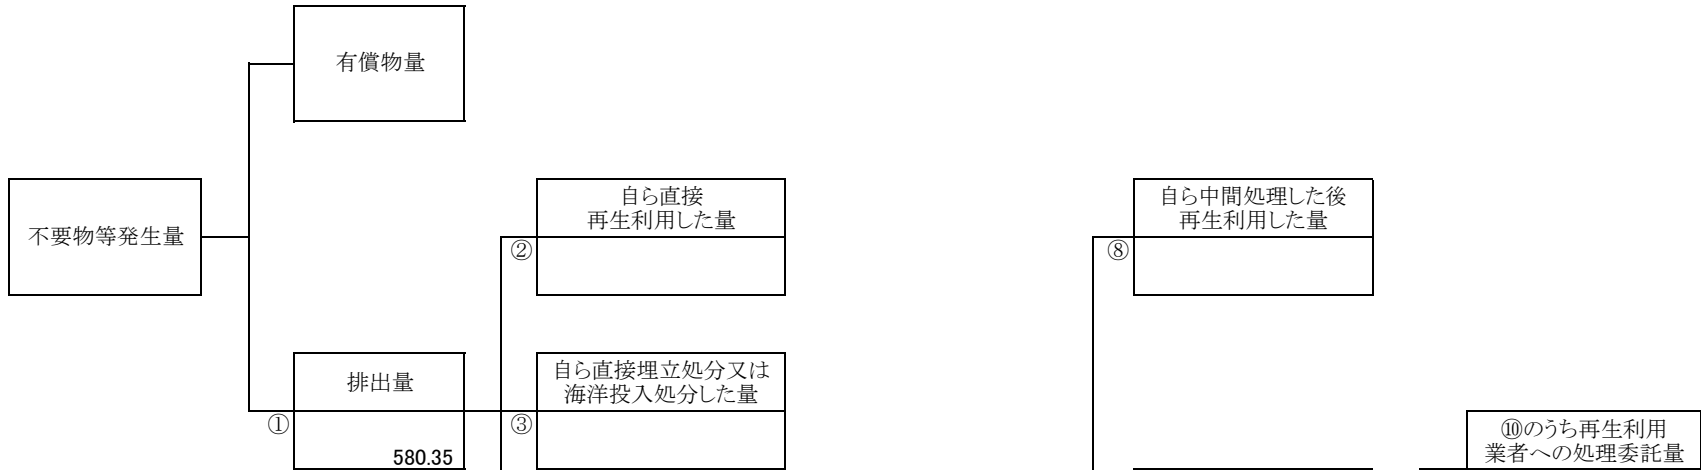 有償物量
不要物等発生量
自ら直接
再生利用した量
②
自ら中間処理した後
再生利用した量
⑧
排出量
①
580.35
自ら直接埋立処分又は
海洋投入処分した量
③
⑩のうち再生利用
業者への処理委託量